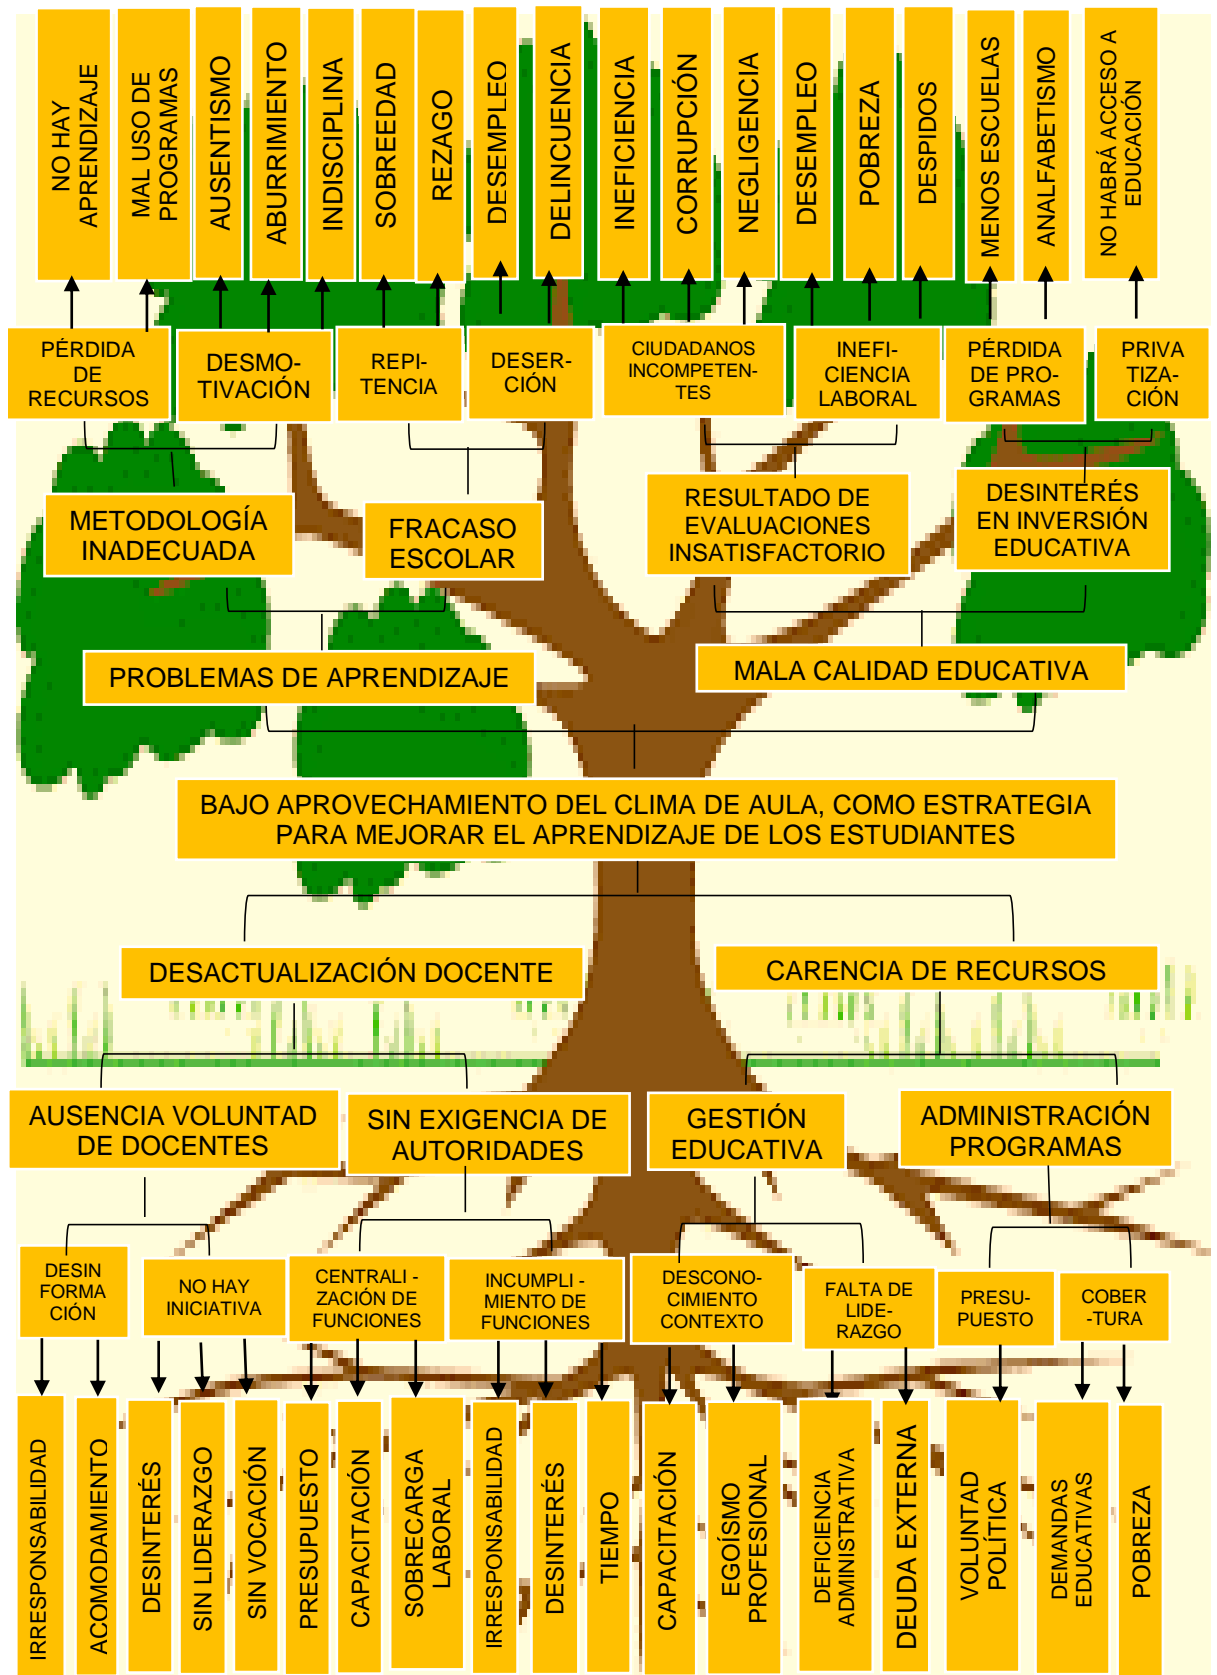 NO HAY
APRENDIZAJE
MAL USO DE
PROGRAMAS
AUSENTISMO
ABURRIMIENTO
INDISCIPLINA
SOBREEDAD
REZAGO
DESEMPLEO
DELINCUENCIA
INEFICIENCIA
CORRUPCIÓN
NEGLIGENCIA
DESEMPLEO
POBREZA
DESPIDOS
MENOS ESCUELAS
ANALFABETISMO
NO HABRÁ ACCESO A
EDUCACIÓN
PÉRDIDA
DE
RECURSOS
DESMO-
TIVACIÓN
REPI-
TENCIA
DESER-
CIÓN
CIUDADANOS
INCOMPETEN-
TES
INEFI-
CIENCIA
LABORAL
PÉRDIDA
DE PRO-
GRAMAS
PRIVA
TIZA-
CIÓN
METODOLOGÍA
INADECUADA
FRACASO
ESCOLAR
RESULTADO DE
EVALUACIONES
INSATISFACTORIO
DESINTERÉS
EN INVERSIÓN
EDUCATIVA
PROBLEMAS DE APRENDIZAJE
MALA CALIDAD EDUCATIVA
BAJO APROVECHAMIENTO DEL CLIMA DE AULA, COMO ESTRATEGIA
PARA MEJORAR EL APRENDIZAJE DE LOS ESTUDIANTES
DESACTUALIZACIÓN DOCENTE
CARENCIA DE RECURSOS
AUSENCIA VOLUNTAD
DE DOCENTES
SIN EXIGENCIA DE
AUTORIDADES
GESTIÓN
EDUCATIVA
ADMINISTRACIÓN
PROGRAMAS
DESIN
FORMA
CIÓN
NO HAY
INICIATIVA
CENTRALI -
ZACIÓN DE
FUNCIONES
INCUMPLI -
MIENTO DE
FUNCIONES
DESCONO-
CIMIENTO
CONTEXTO
FALTA DE
LIDE-
RAZGO
PRESU-
PUESTO
COBER
-TURA
IRRESPONSABILIDAD
ACOMODAMIENTO
DESINTERÉS
SIN LIDERAZGO
SIN VOCACIÓN
PRESUPUESTO
CAPACITACIÓN
SOBRECARGA
LABORAL
IRRESPONSABILIDAD
DESINTERÉS
TIEMPO
CAPACITACIÓN
EGOÍSMO
PROFESIONAL
DEFICIENCIA
ADMINISTRATIVA
DEUDA EXTERNA
VOLUNTAD
POLÍTICA
DEMANDAS
EDUCATIVAS
POBREZA